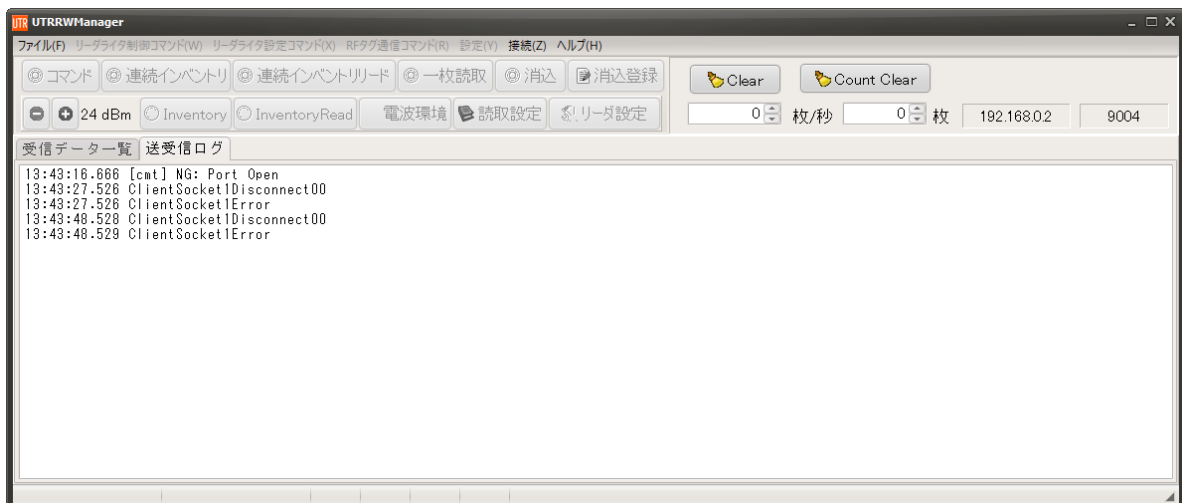 UTR UTRRWManager
ファイル(F) リーダライタ制御コマンド(W) リーダライタ設定コマンド(X) RFタグ通信コマンド(R) 設定(Y) 接続(Z) ヘルプ(H)
コマンド 連続インベントリ 連続インベントリリード 一枚読取 消込 消込登録 Clear Count Clear
24 dBm Inventory InventoryRead 電波環境 読取設定 リーダ設定 0 枚/秒 0 枚 192.168.0.2 9004
受信データ一覧 送受信ログ
13:43:16.666 [cmt] NG: Port Open
13:43:27.526 ClientSocket1Disconnect00
13:43:27.526 ClientSocket1Error
13:43:48.528 ClientSocket1Disconnect00
13:43:48.529 ClientSocket1Error